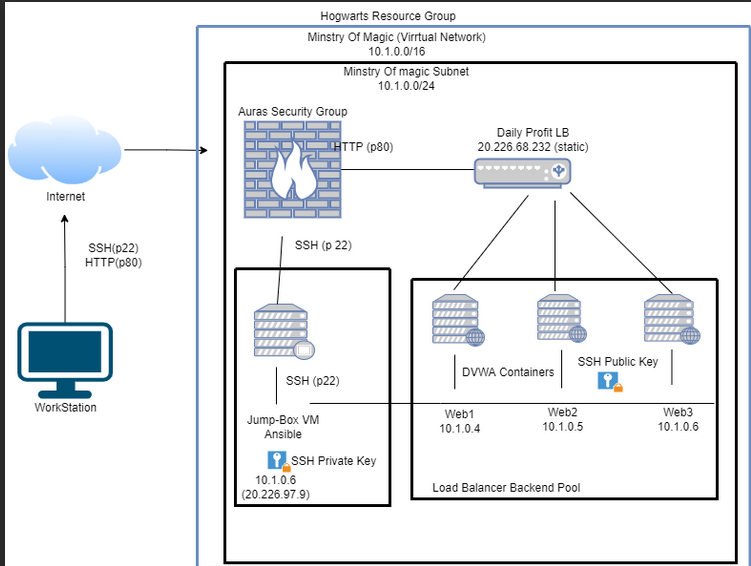 Hogwarts Resource Group
Minstry Of Magic (Virrtual Network)
10.1.0.0/16
Minstry Of magic Subnet
10.1.0.0/24
Auras Security Group
HTTP (p80)
Daily Profit LB
20.226.68.232 (static)
Internet
SSH(p22)
HTTP(p80)
WorkStation
SSH (p 22)
SSH (p22)
Jump-Box VM
Ansible
SSH Private Key
10.1.0.6
(20.226.97.9)
DVWA Containers
SSH Public Key
Web1
10.1.0.4
Web2
10.1.0.5
Web3
10.1.0.6
Load Balancer Backend Pool